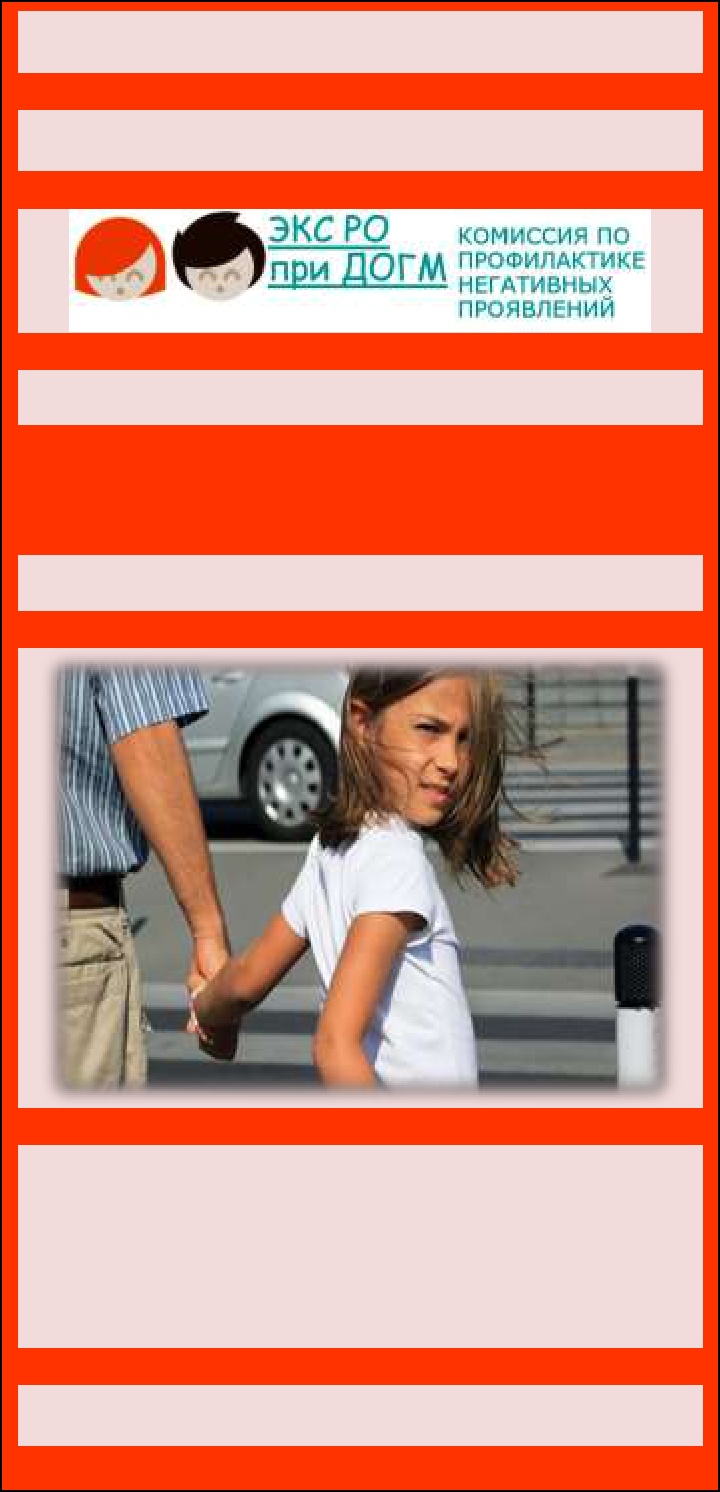 ЭКС РО
при ДОГМ
КОМИССИЯ ПО
ПРОФИЛАКТИКЕ
НЕГАТИВНЫХ
ПРОЯВЛЕНИЙ